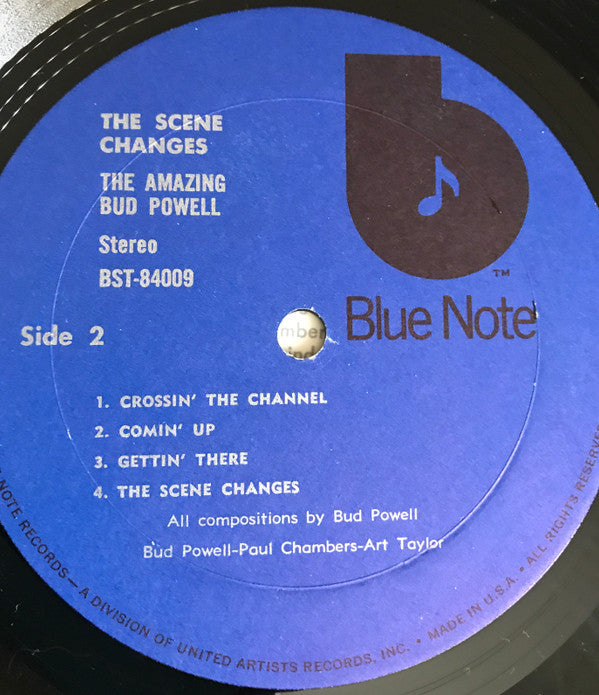 THE SCENE
CHANGES
THE AMAZING
BUD POWELL
Stereo
BST-84009
TM
Blue Note
Side 2
1. CROSSIN' THE CHANNEL
2. COMIN' UP
3. GETTIN' THERE
4. THE SCENE CHANGES
All compositions by Bud Powell
Bud Powell-Paul Chambers-Art Taylor
NOTE RECORDS—A DIVISION OF UNITED ARTISTS RECORDS, INC. • MADE IN U.S.A. • ALL RIGHTS RESERVE